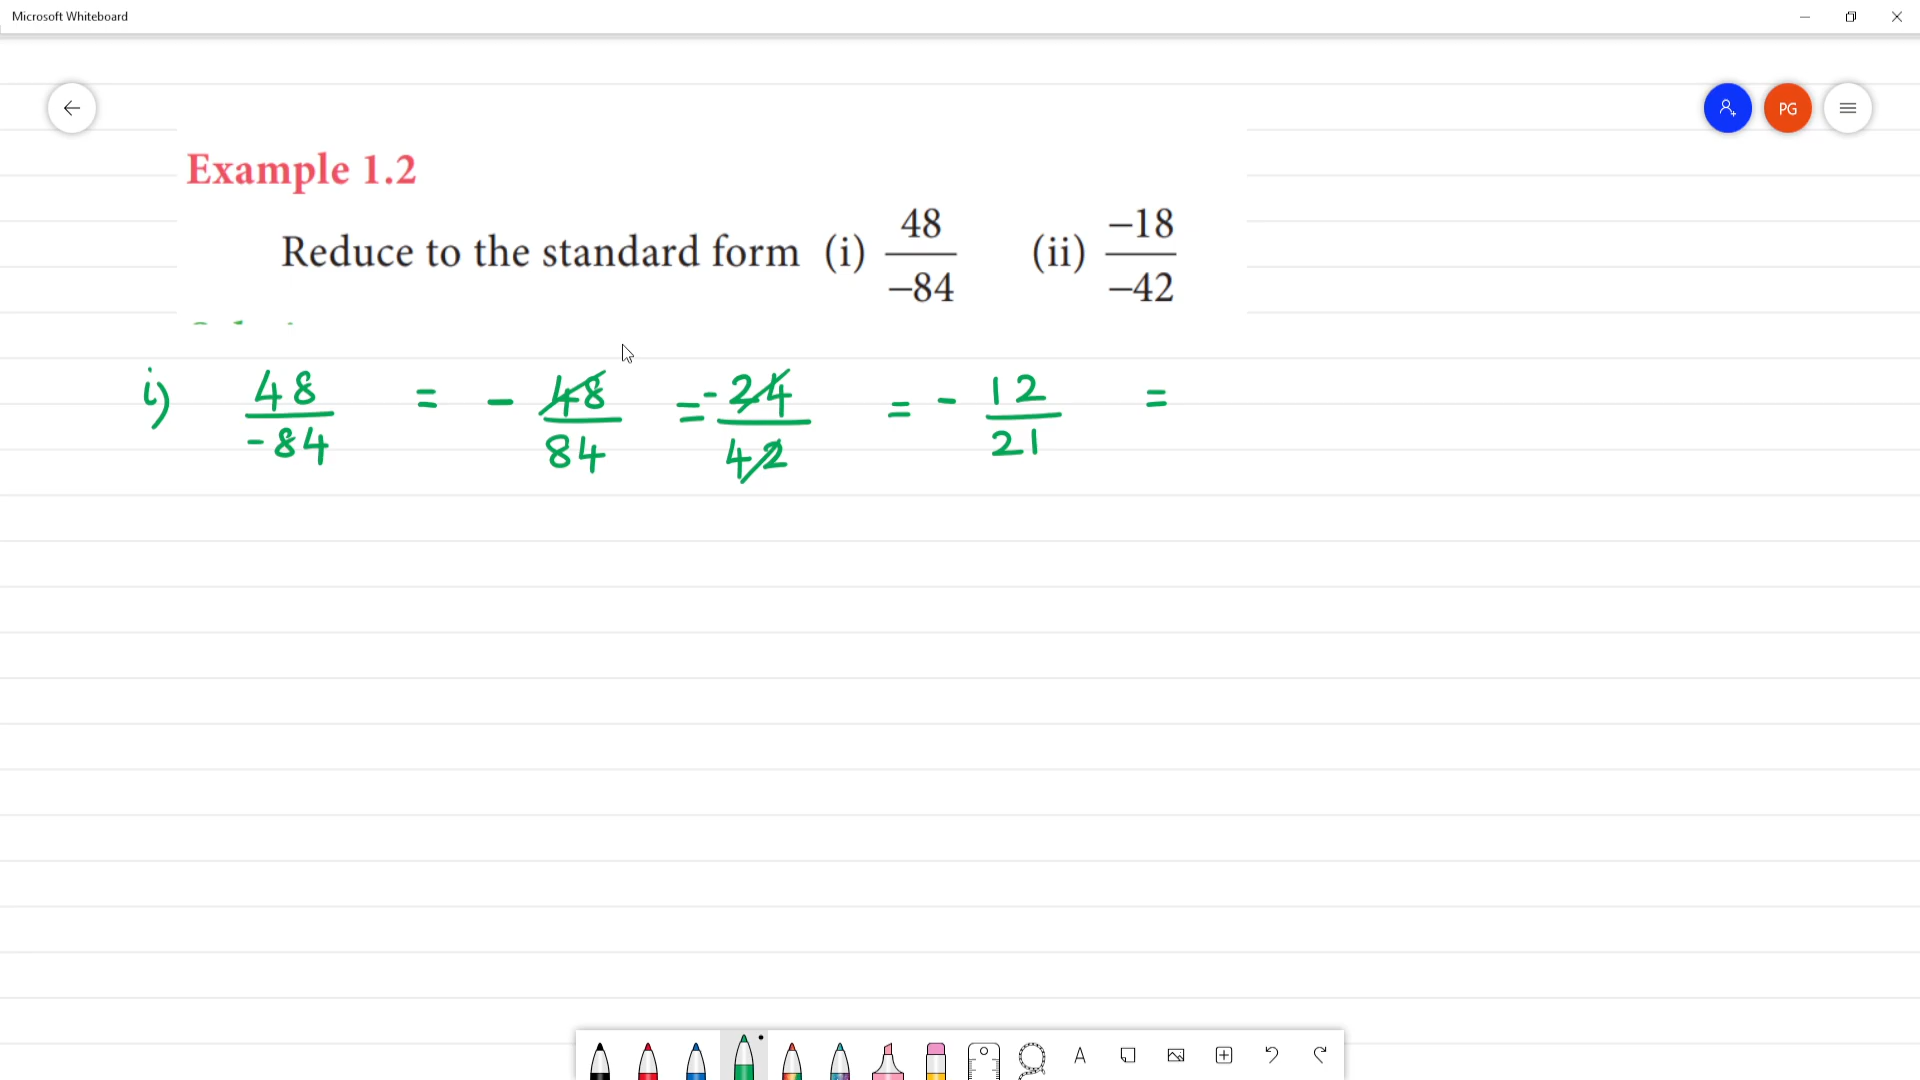 Microsoft Whiteboard
PG
Example 1.2
Reduce to the standard form (i) 48/−84 (ii) −18/−42
i) 48/-84 = - 48/84 = - 24/42 = - 12/21 =
A